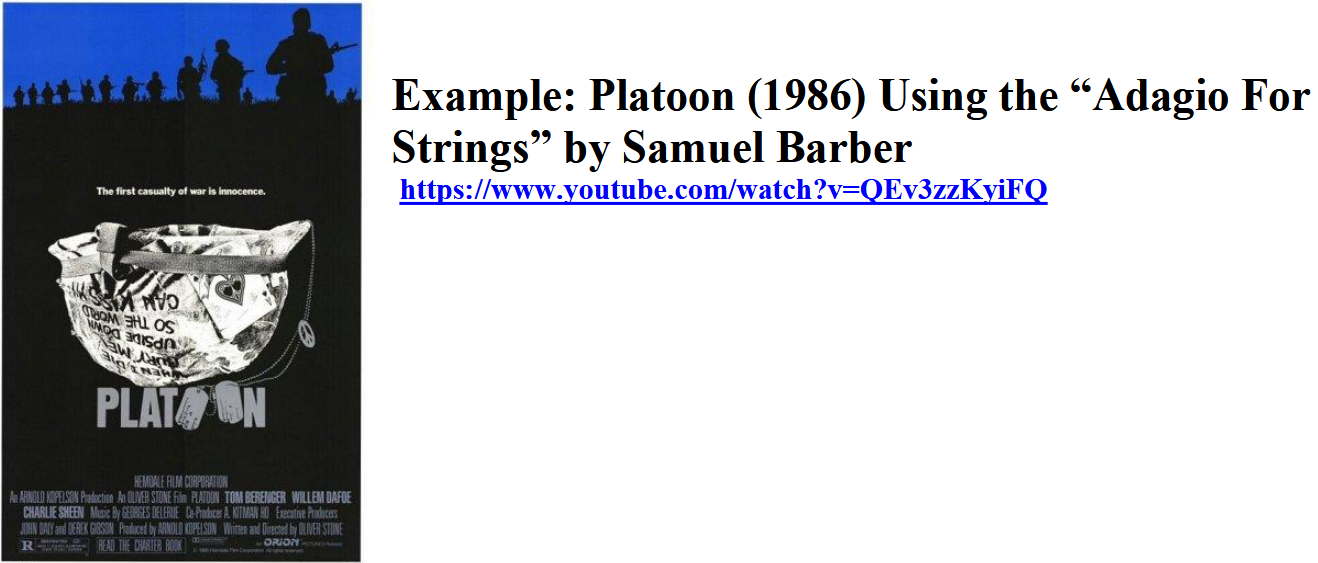 Example: Platoon (1986) Using the “Adagio For
Strings” by Samuel Barber
https://www.youtube.com/watch?v=QEv3zzKyiFQ
The first casualty of war is innocence.
WHEN I DIE
BURY ME
UPSIDE DOWN
SO THE WORLD
CAN KISS MY
PLATOON
HEMDALE FILM CORPORATION
An ARNOLD KOPELSON Production An OLIVER STONE Film PLATOON TOM BERENGER WILLEM DAFOE
CHARLIE SHEEN Music By GEORGES DELERUE Co-Producer A. KITMAN HO Executive Producers
JOHN DALY and DEREK GIBSON Produced by ARNOLD KOPELSON Written and Directed by OLIVER STONE
R RESTRICTED
READ THE CHARTER BOOK
AN ORION PICTURES Release
© 1986 Hemdale Film Corporation. All rights reserved.